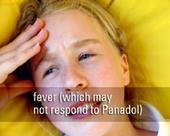 fever (which may
not respond to Panadol)